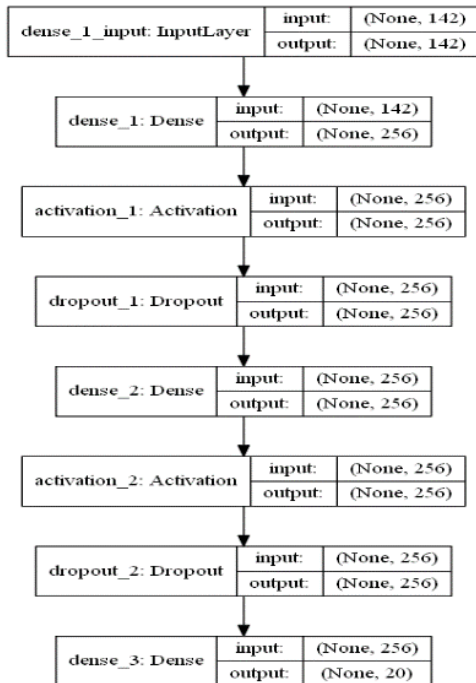 dense_1_input: InputLayer
input: (None, 142)
output: (None, 142)
dense_1: Dense
input: (None, 142)
output: (None, 256)
activation_1: Activation
input: (None, 256)
output: (None, 256)
dropout_1: Dropout
input: (None, 256)
output: (None, 256)
dense_2: Dense
input: (None, 256)
output: (None, 256)
activation_2: Activation
input: (None, 256)
output: (None, 256)
dropout_2: Dropout
input: (None, 256)
output: (None, 256)
dense_3: Dense
input: (None, 256)
output: (None, 20)